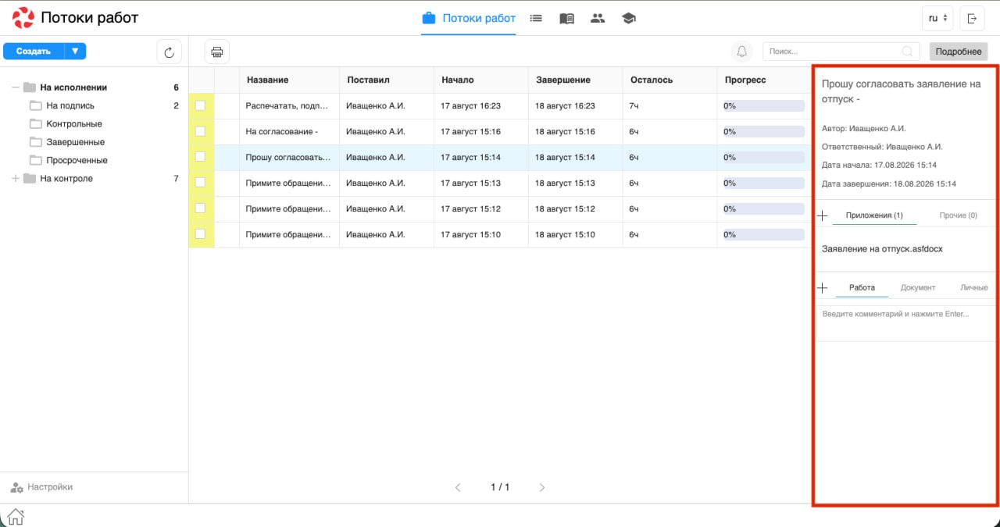 Потоки работ
Потоки работ
ru
Создать
Поиск...
Подробнее
На исполнении 6
На подпись 2
Контрольные
Завершенные
Просроченные
На контроле 7
Настройки
Название Поставил Начало Завершение Осталось Прогресс
Распечатать, подп... Иващенко А.И. 17 август 16:23 18 август 16:23 7ч 0%
На согласование - Иващенко А.И. 17 август 15:16 18 август 15:16 6ч 0%
Прошу согласовать... Иващенко А.И. 17 август 15:14 18 август 15:14 6ч 0%
Примите обращени... Иващенко А.И. 17 август 15:13 18 август 15:13 6ч 0%
Примите обращени... Иващенко А.И. 17 август 15:12 18 август 15:12 6ч 0%
Примите обращени... Иващенко А.И. 17 август 15:10 18 август 15:10 6ч 0%
1 / 1
Прошу согласовать заявление на
отпуск -
Автор: Иващенко А.И.
Ответственный: Иващенко А.И.
Дата начала: 17.08.2026 15:14
Дата завершения: 18.08.2026 15:14
Приложения (1) Прочие (0)
Заявление на отпуск.asfdocx
Работа Документ Личные
Введите комментарий и нажмите Enter...